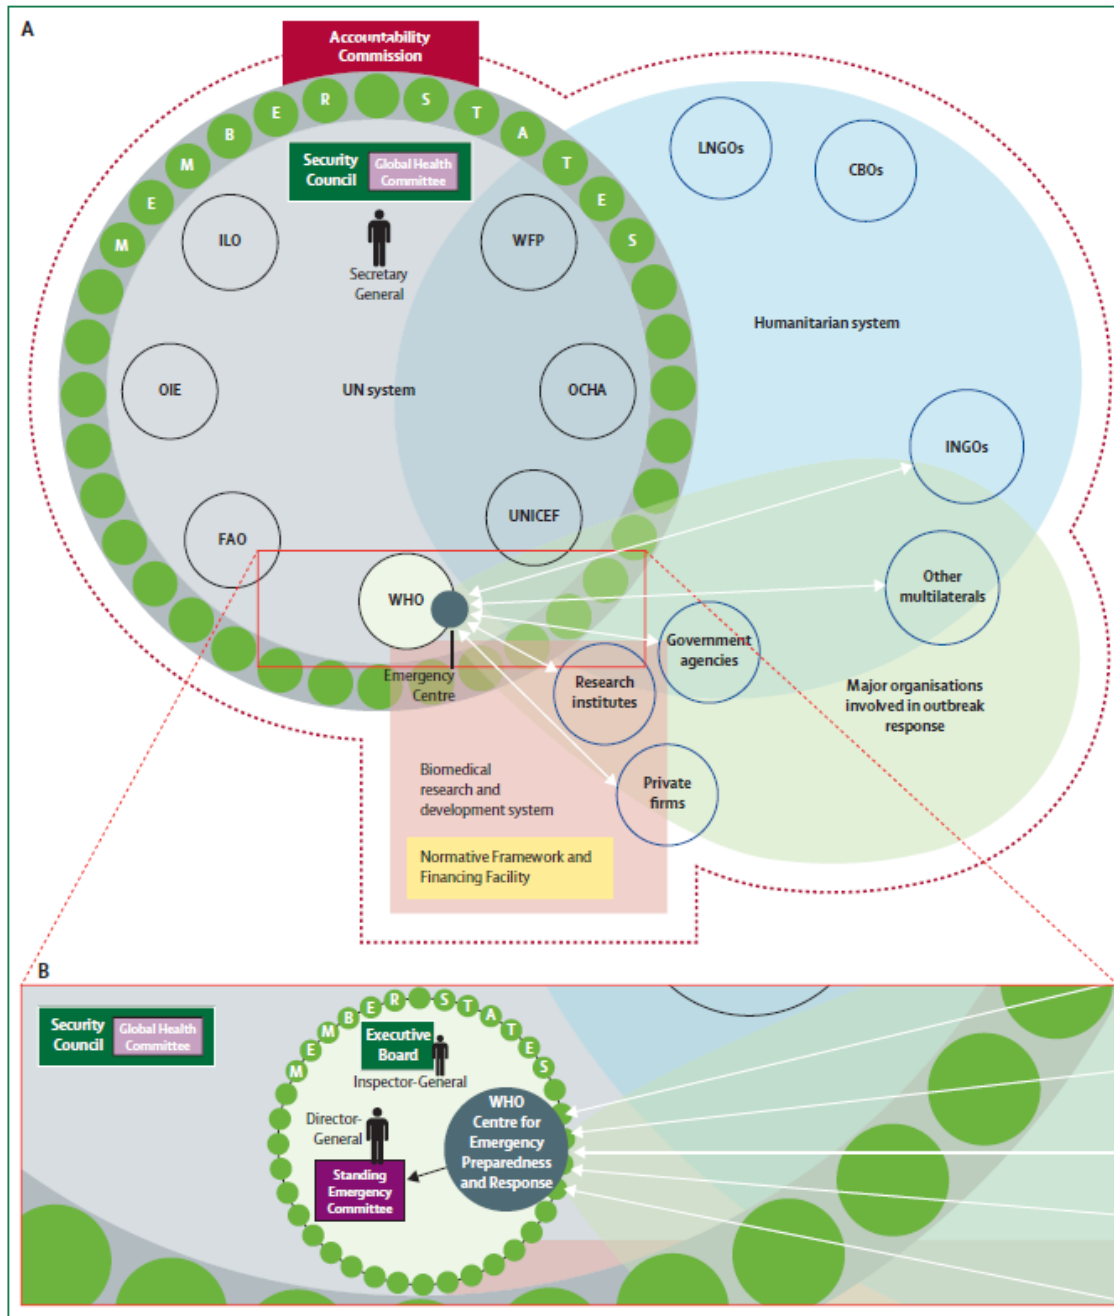 A
Accountability
Commission
MEMBER STATES
Security
Council
Global Health
Committee
LNGOs
CBOs
ILO
Secretary
General
WFP
Humanitarian system
OIE
UN system
OCHA
INGOs
FAO
UNICEF
WHO
Other
multilaterals
Government
agencies
Emergency
Centre
Research
institutes
Major organisations
involved in outbreak
response
Biomedical
research and
development system
Private
firms
Normative Framework and
Financing Facility
B
Security
Council
Global Health
Committee
MEMBER STATES
Executive
Board
Inspector-General
Director-
General
WHO
Centre for
Emergency
Preparedness
and Response
Standing
Emergency
Committee